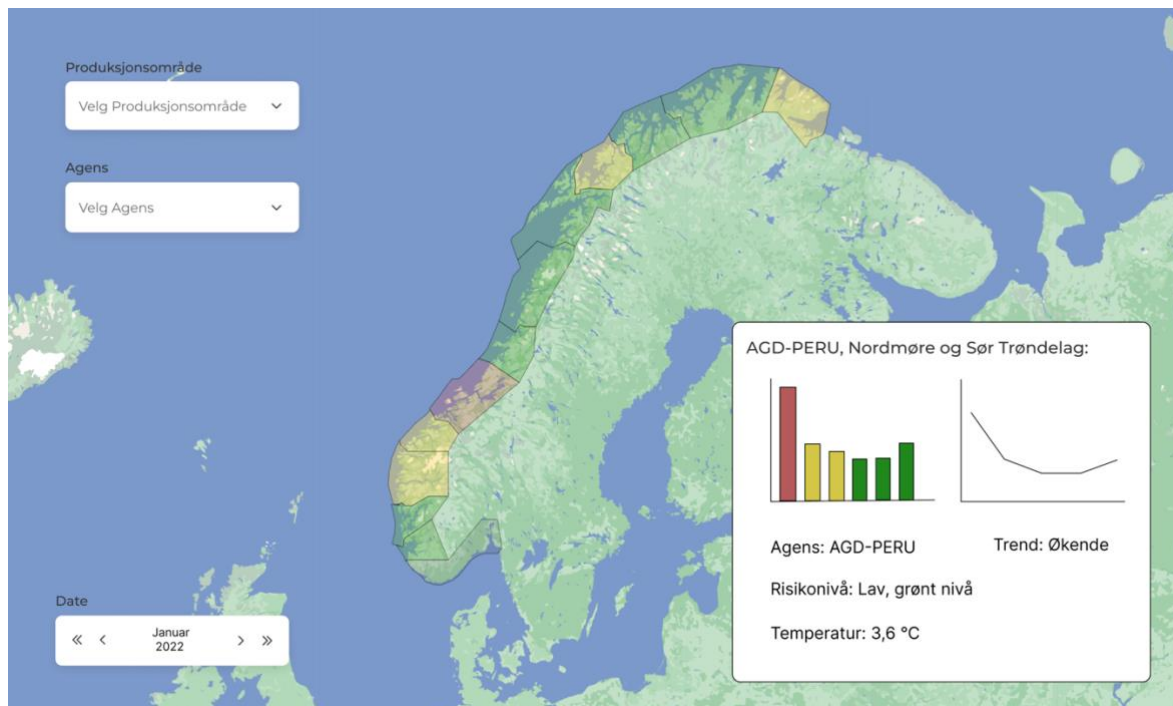 Produksjonsområde
Velg Produksjonsområde
Agens
Velg Agens
AGD-PERU, Nordmøre og Sør Trøndelag:
Agens: AGD-PERU
Trend: Økende
Risikonivå: Lav, grønt nivå
Temperatur: 3,6 °C
Date
Januar
2022